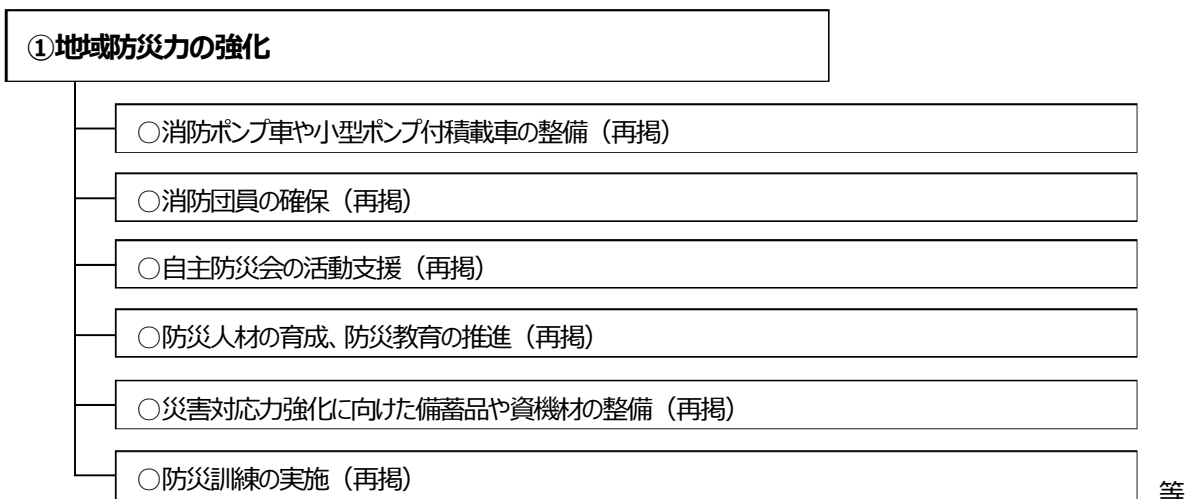 ①地域防災力の強化
○消防ポンプ車や小型ポンプ付積載車の整備（再掲）
○消防団員の確保（再掲）
○自主防災会の活動支援（再掲）
○防災人材の育成、防災教育の推進（再掲）
○災害対応力強化に向けた備蓄品や資機材の整備（再掲）
○防災訓練の実施（再掲）
等